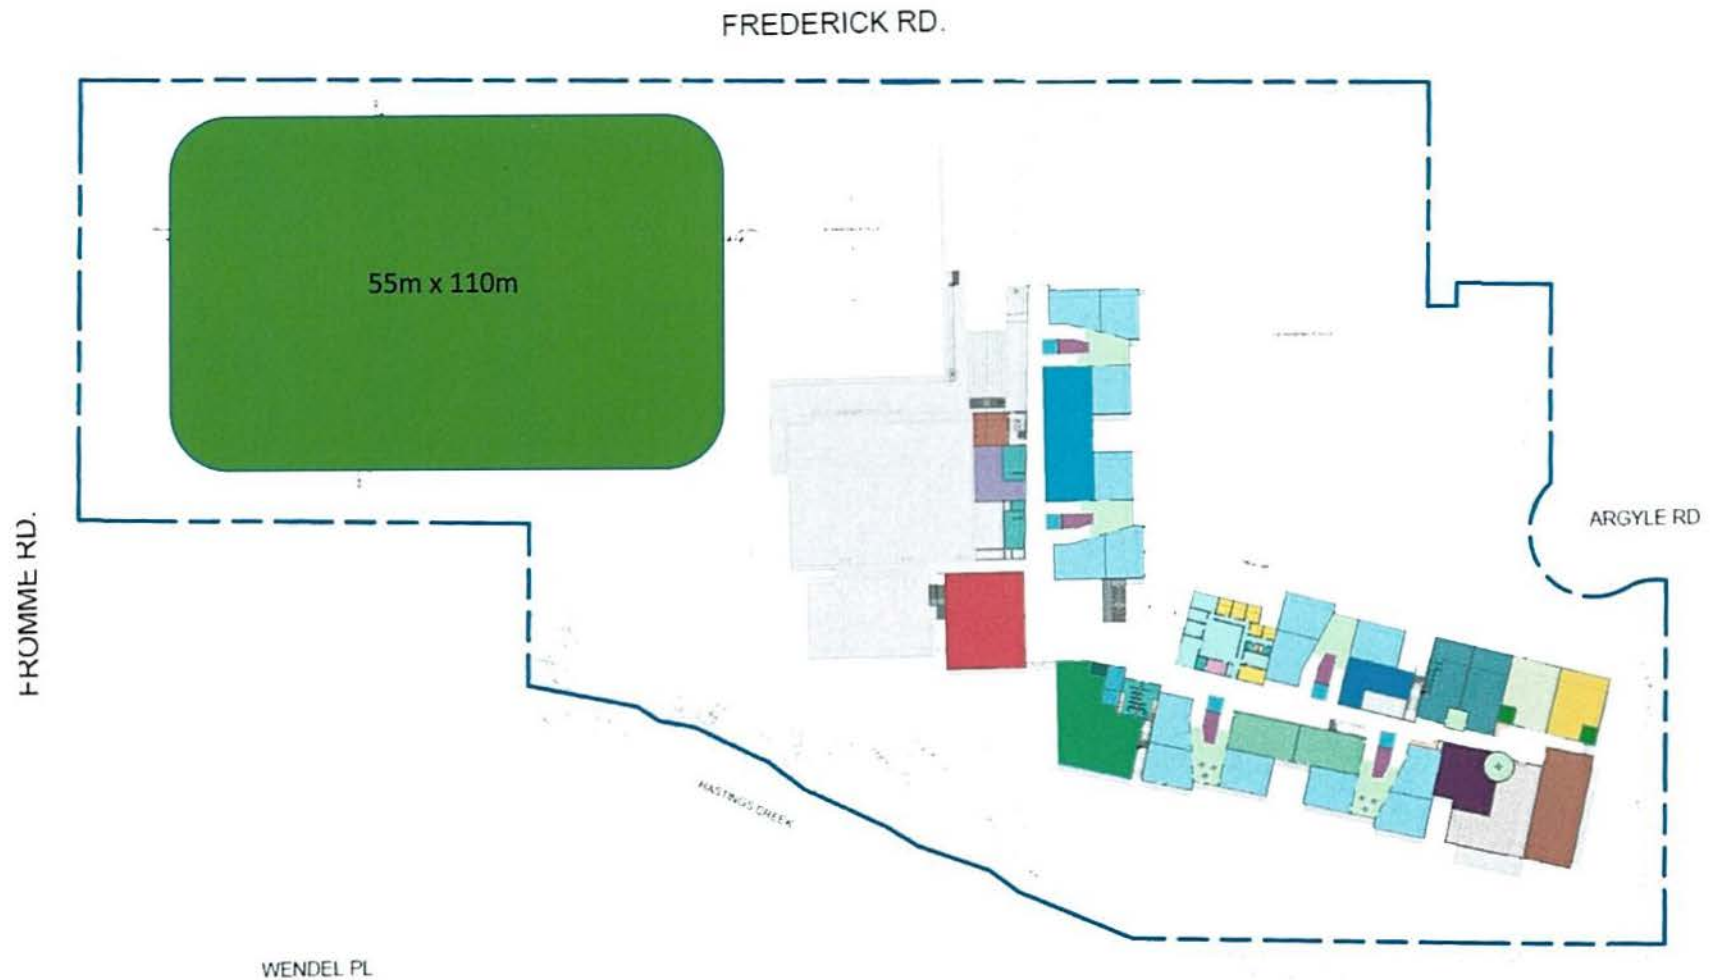 FREDERICK RD.
55m x 110m
ARGYLE RD
FROMME RD.
HASTINGS CREEK
WENDEL PL